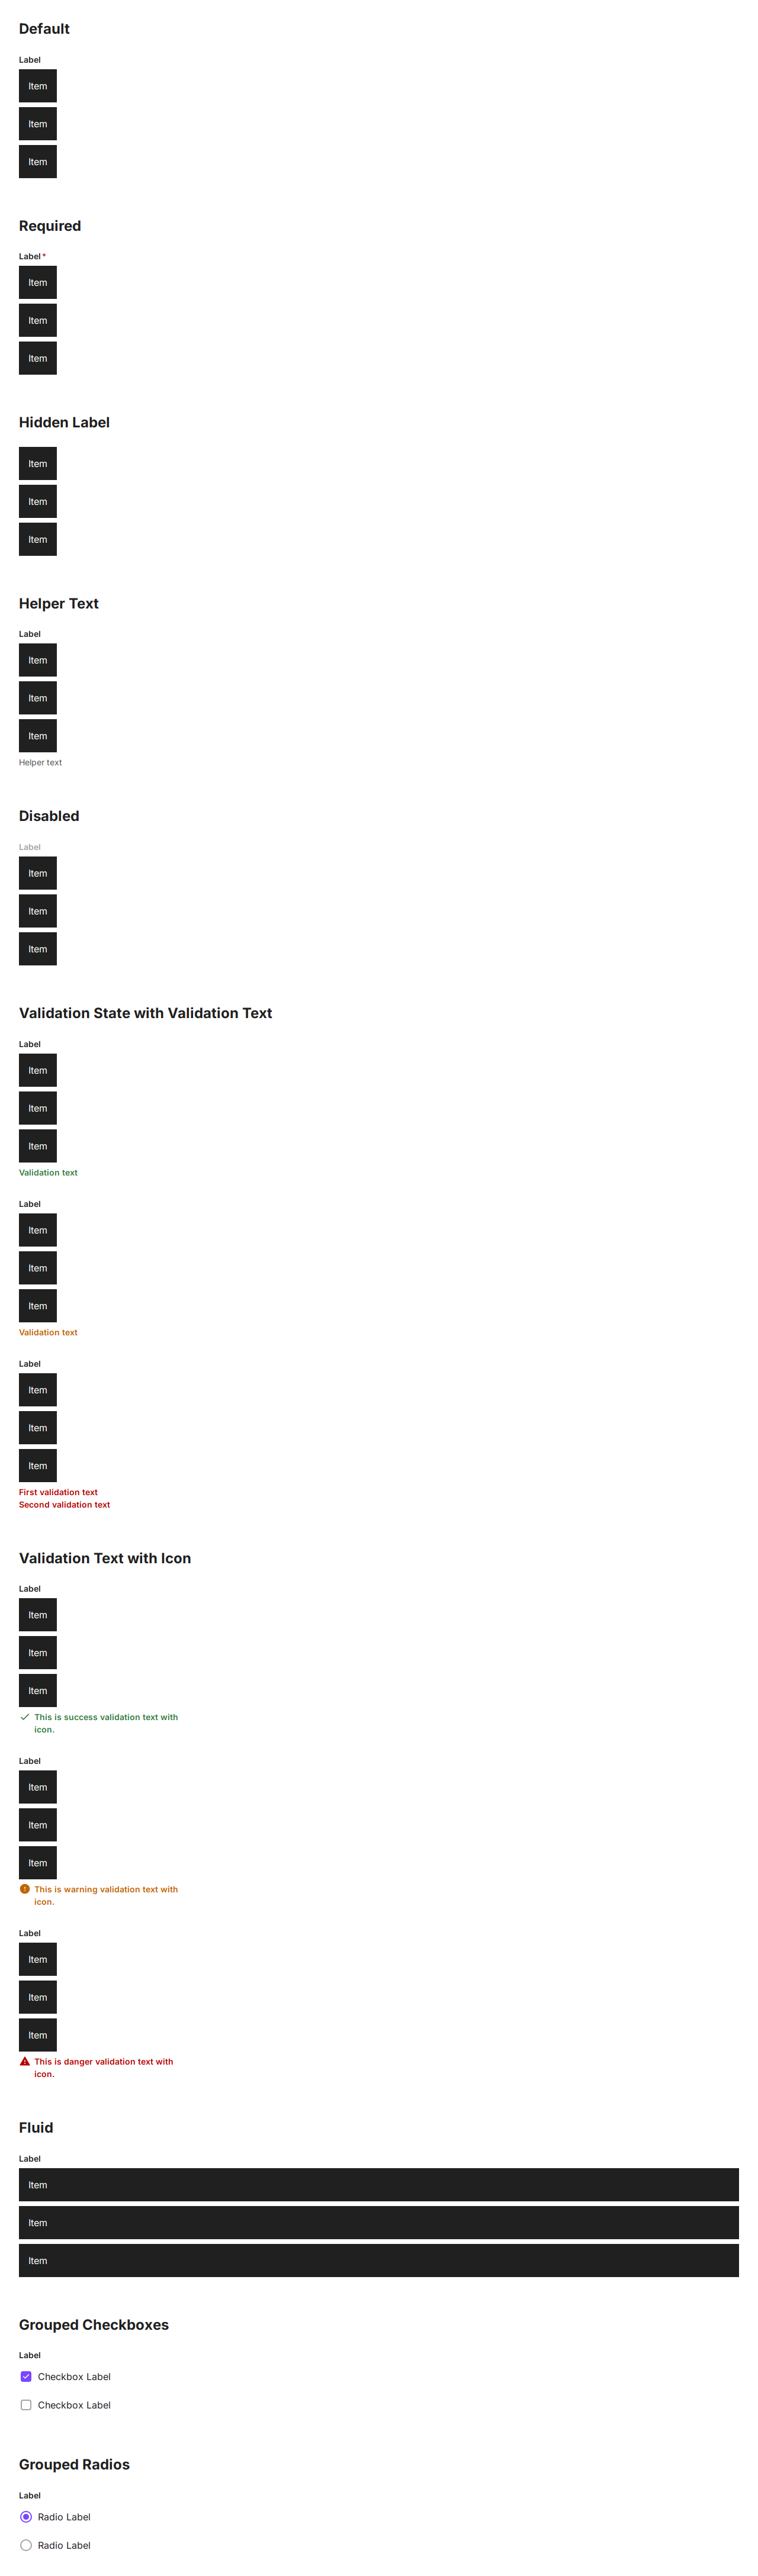 Default
Label
Item
Item
Item
Required
Label*
Item
Item
Item
Hidden Label
Item
Item
Item
Helper Text
Label
Item
Item
Item
Helper text
Disabled
Label
Item
Item
Item
Validation State with Validation Text
Label
Item
Item
Item
Validation text
Label
Item
Item
Item
Validation text
Label
Item
Item
Item
First validation text
Second validation text
Validation Text with Icon
Label
Item
Item
Item
This is success validation text with
icon.
Label
Item
Item
Item
This is warning validation text with
icon.
Label
Item
Item
Item
This is danger validation text with
icon.
Fluid
Label
Item
Item
Item
Grouped Checkboxes
Label
Checkbox Label
Checkbox Label
Grouped Radios
Label
Radio Label
Radio Label